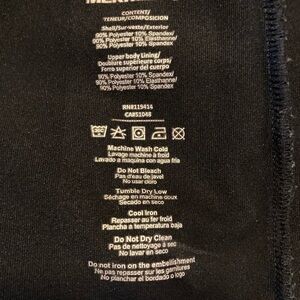 CONTENT/
TENEUR/COMPOSICION
Shell/Sur-veste/Exterior
90% Polyester 10% Spandex/
90% Polyester 10% Elasthanne/
90% Polyester 10% Spandex
Upper body Lining/
Doublure supérieure corps/
Forro superior del cuerpo
90% Polyester 10% Spandex/
90% Polyester 10% Elasthanne/
90% Polyester 10% Spandex
RN#119414
CA#51048
Machine Wash Cold
Lavage machine à froid
Lavado a maquina con agua fria
Do Not Bleach
Pas d'eau de javel
No usar cloro
Tumble Dry Low
Séchage en machine doux
Secado en seco
Cool Iron
Repasser au fer froid
Plancha a temperatura baja
Do Not Dry Clean
Pas de nettoyage à sec
No lavar en seco
Do not iron on the embellishment
Ne pas repasser sur les garnitures
No planchar el bordado o logo